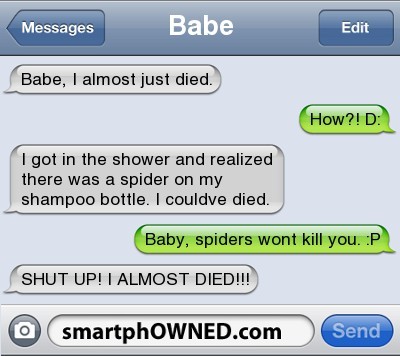 Messages
Babe
Edit
Babe, I almost just died.
How?! D:
I got in the shower and realized
there was a spider on my
shampoo bottle. I couldve died.
Baby, spiders wont kill you. :P
SHUT UP! I ALMOST DIED!!!
smartphOWNED.com
Send